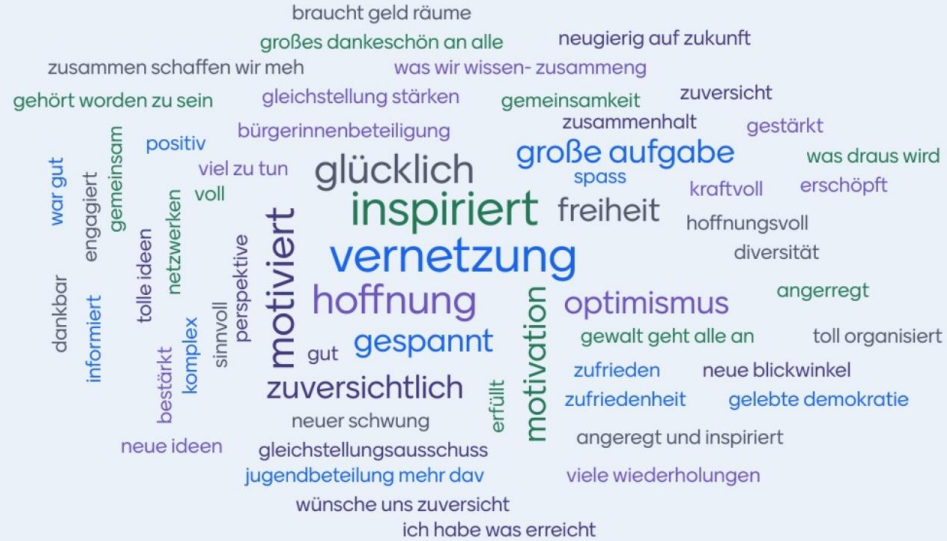 braucht geld räume
großes dankeschön an alle
neugierig auf zukunft
zusammen schaffen wir meh
was wir wissen- zusammeng
gehört worden zu sein
gleichstellung stärken
gemeinsamkeit
zuversicht
bürgerinnenbeteiligung
zusammenhalt
gestärkt
positiv
große aufgabe
was draus wird
viel zu tun
glücklich
spass
kraftvoll
erschöpft
war gut
engagiert
gemeinsam
voll
netzwerken
inspiriert
freiheit
hoffnungsvoll
vernetzung
diversität
tolle ideen
perspektive
motiviert
hoffnung
optimismus
angerregt
dankbar
informiert
bestärkt
komplex
sinnvoll
gut
gespannt
motivation
gewalt geht alle an
toll organisiert
zuversichtlich
erfüllt
zufrieden
neue blickwinkel
zufriedenheit
gelebte demokratie
neuer schwung
angeregt und inspiriert
neue ideen
gleichstellungsausschuss
jugendbeteilung mehr dav
viele wiederholungen
wünsche uns zuversicht
ich habe was erreicht